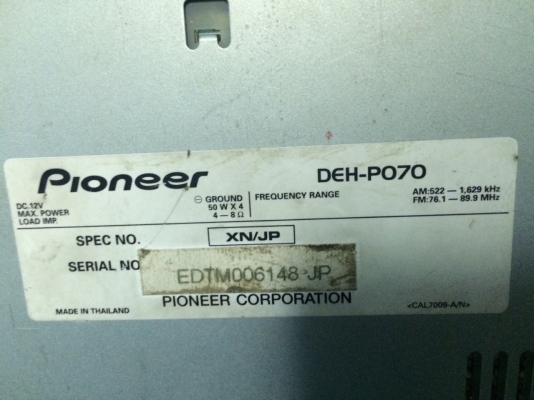 Pioneer DEH-P070
DC.12V ⊖ GROUND FREQUENCY RANGE AM:522 — 1,629 kHz
MAX. POWER 50 W X 4 FM:76.1 — 89.9 MHz
LOAD IMP. 4 — 8 Ω
SPEC NO. XN/JP
SERIAL NO EDTM006148 JP
PIONEER CORPORATION
MADE IN THAILAND <CAL7009-A/N>